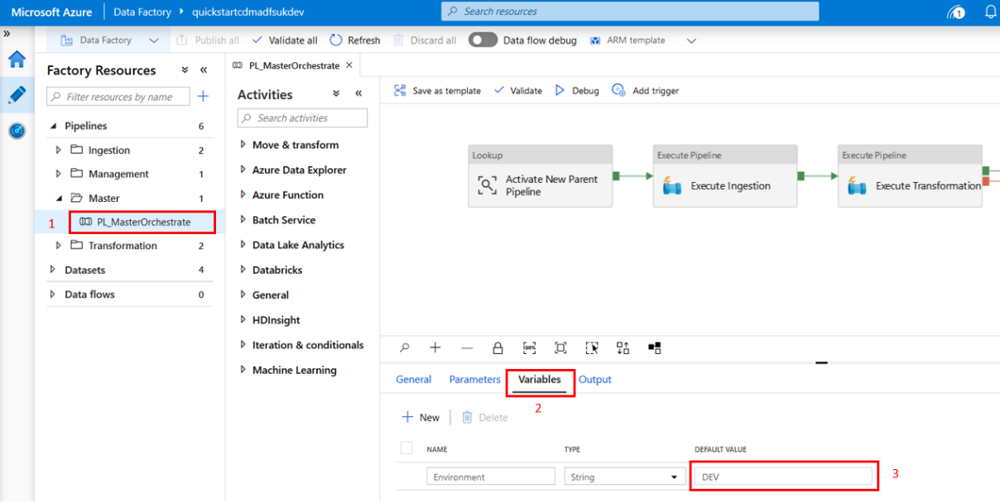 Microsoft Azure Data Factory quickstartcdmadfsukdev Search resources 1
Data Factory Publish all Validate all Refresh Discard all Data flow debug ARM template
Factory Resources
Filter resources by name
Pipelines 6
Ingestion 2
Management 1
Master 1
1 PL_MasterOrchestrate
Transformation 2
Datasets 4
Data flows 0
PL_MasterOrchestrate
Activities
Search activities
Move & transform
Azure Data Explorer
Azure Function
Batch Service
Data Lake Analytics
Databricks
General
HDInsight
Iteration & conditionals
Machine Learning
Save as template Validate Debug Add trigger
Lookup
Activate New Parent
Pipeline
Execute Pipeline
Execute Ingestion
Execute Pipeline
Execute Transformation
100%
General Parameters Variables Output
2
New Delete
NAME TYPE DEFAULT VALUE
Environment String DEV 3